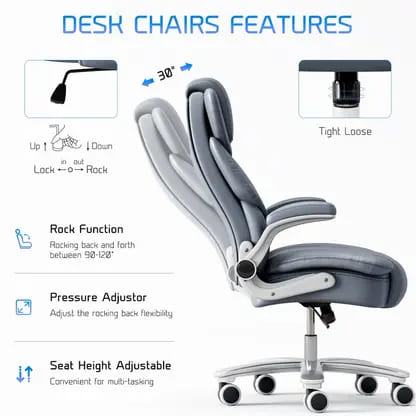 DESK CHAIRS FEATURES
30°
Up Down
in out
Lock Rock
Tight Loose
Rock Function
Rocking back and forth
between 90-120°
Pressure Adjustor
Adjust the rocking back flexibility
Seat Height Adjustable
Convenient for multi-tasking